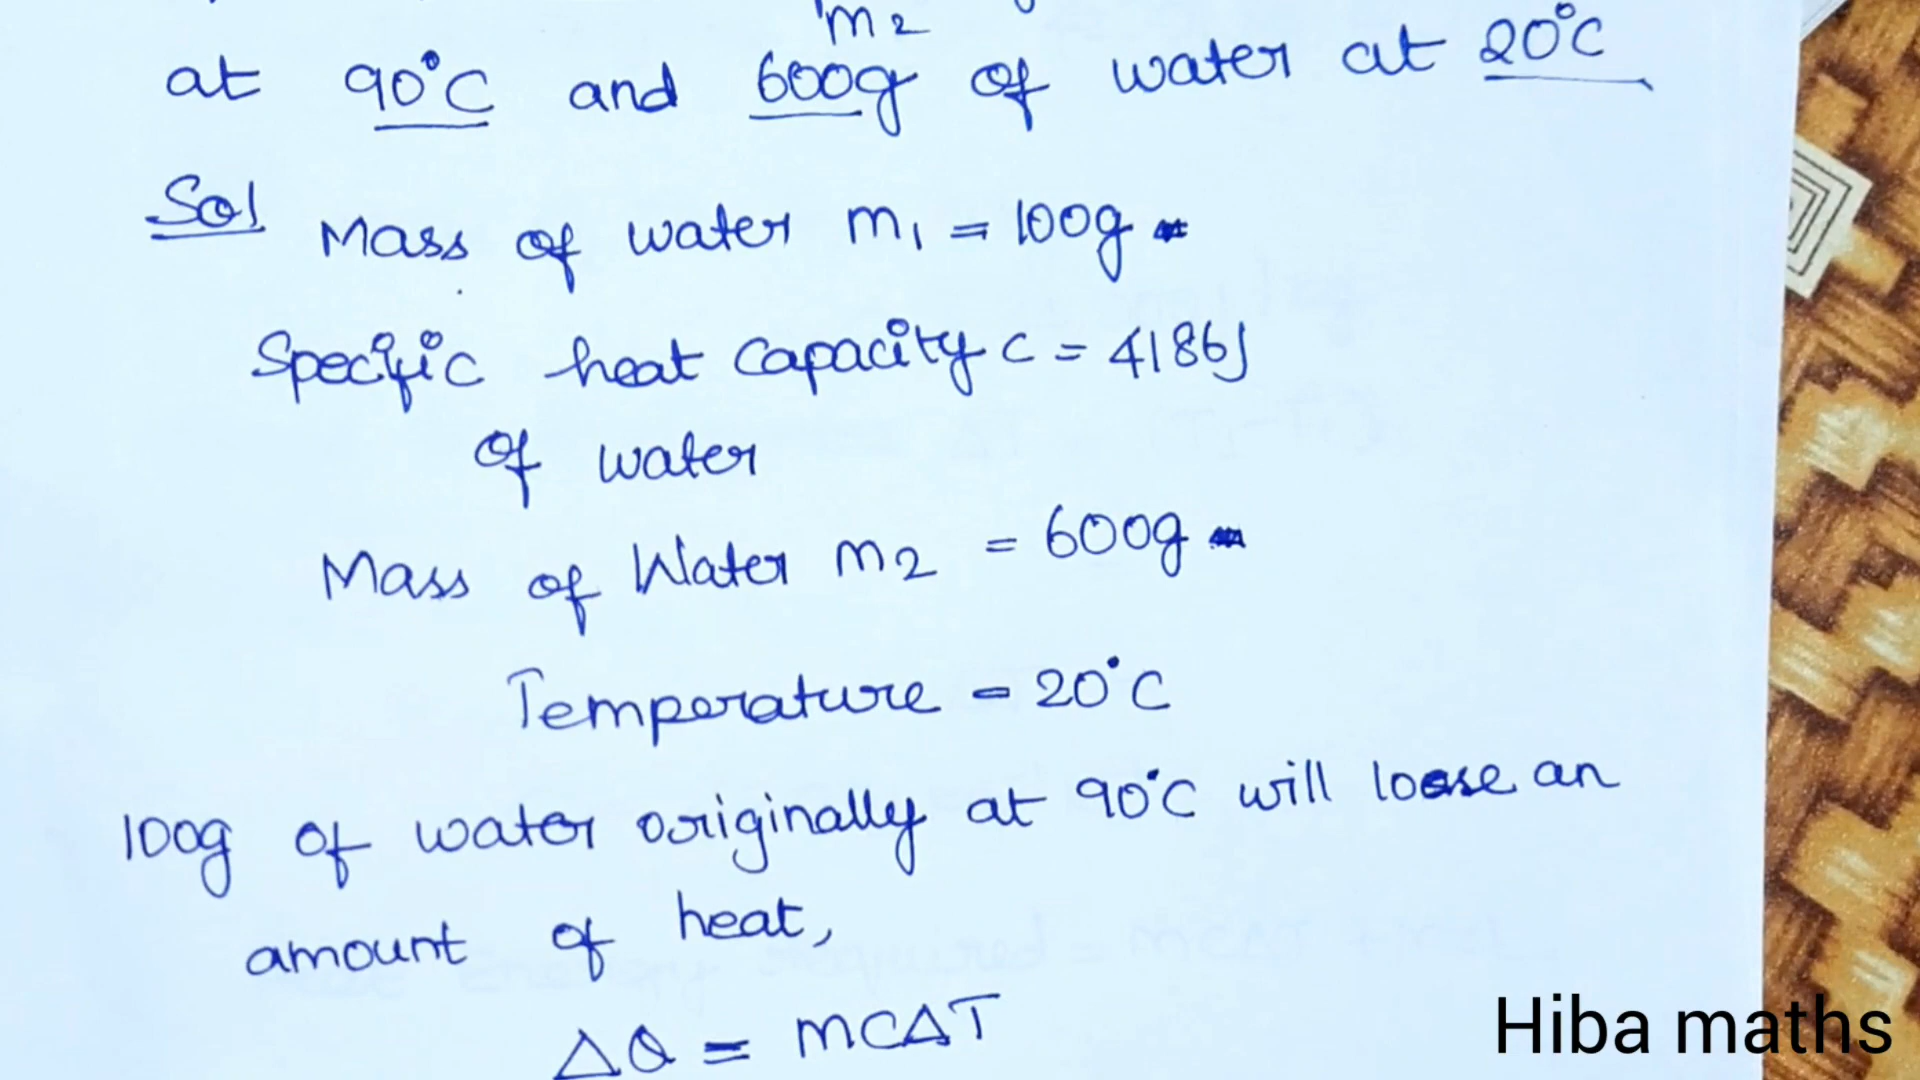 m2
at 90°C and 600g of water at 20°C
Sol Mass of water m1 = 100g
Specific heat capacity c = 4186J
of water
Mass of Water m2 = 600g
Temperature - 20°C
100g of water originally at 90°C will loose an
amount of heat,
ΔQ = MCΔT
Hiba maths